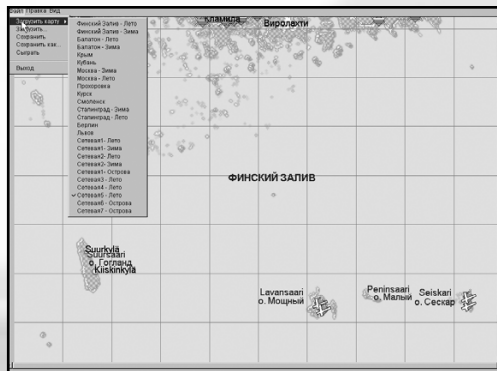 Файл Правка Вид
Загрузить карту
Загрузить...
Сохранить
Сохранить как...
Сыграть
Выход
Финский Залив - Лето
Финский Залив - Зима
Балатон - Лето
Балатон - Зима
Крым
Кубань
Москва - Зима
Москва - Лето
Прохоровка
Курск
Смоленск
Сталинград - Зима
Сталинград - Лето
Берлин
Львов
Сетевая1 - Лето
Сетевая1 - Зима
Сетевая2 - Лето
Сетевая2 - Зима
Сетевая1 - Острова
Сетевая3 - Лето
Сетевая4 - Лето
Сетевая5 - Лето
Сетевая6 - Острова
Сетевая7 - Острова
Кламила
Виролахти
ФИНСКИЙ ЗАЛИВ
Suurkylä
Suursaari
о. Гогланд
Kiiskinkylä
Lavansaari
о. Мощный
Peninsaari
о. Малый
Seiskari
о. Сескар